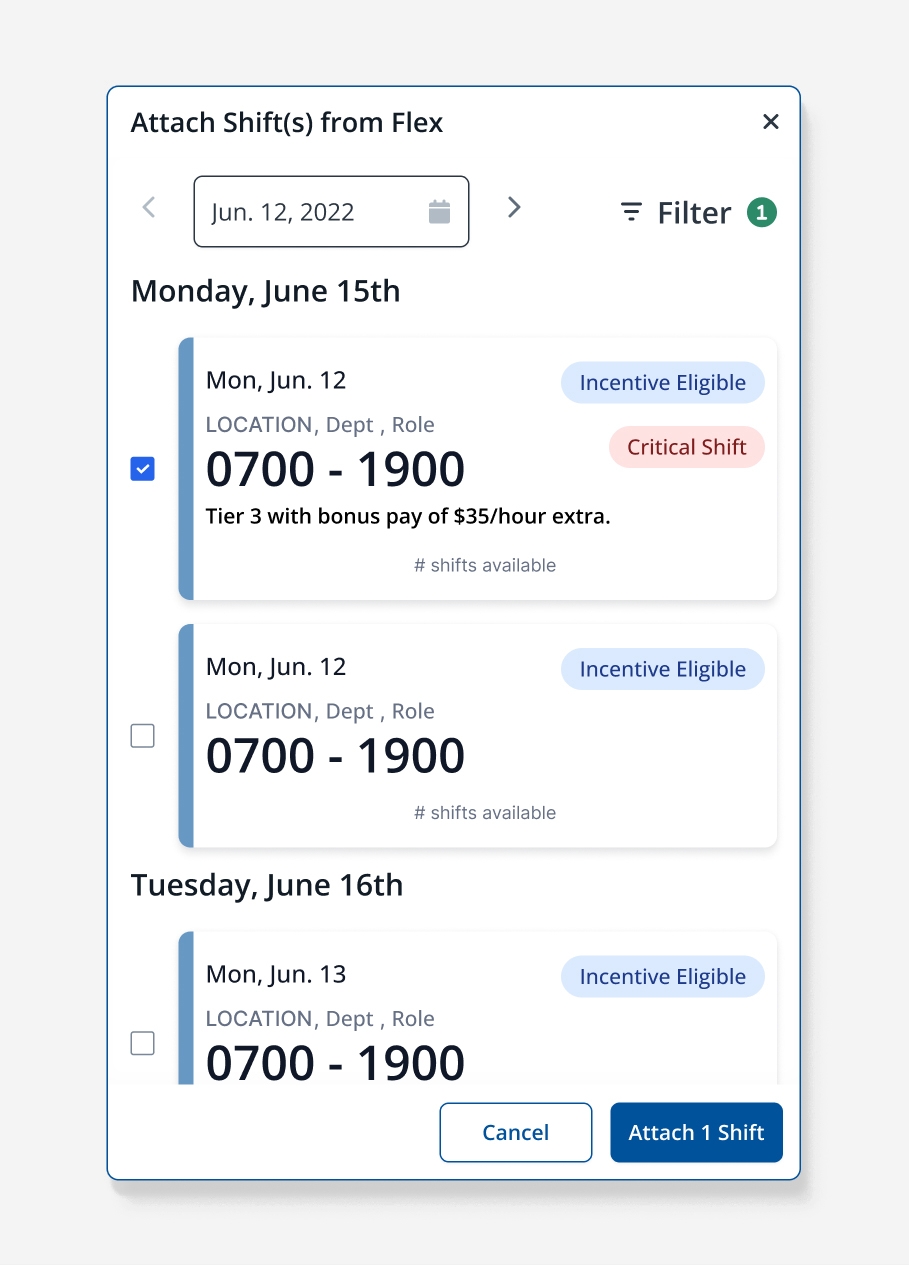 Attach Shift(s) from Flex
Jun. 12, 2022
Filter 1
Monday, June 15th
Mon, Jun. 12
Incentive Eligible
LOCATION, Dept , Role
Critical Shift
0700 - 1900
Tier 3 with bonus pay of $35/hour extra.
# shifts available
Mon, Jun. 12
Incentive Eligible
LOCATION, Dept , Role
0700 - 1900
# shifts available
Tuesday, June 16th
Mon, Jun. 13
Incentive Eligible
LOCATION, Dept , Role
0700 - 1900
Cancel
Attach 1 Shift